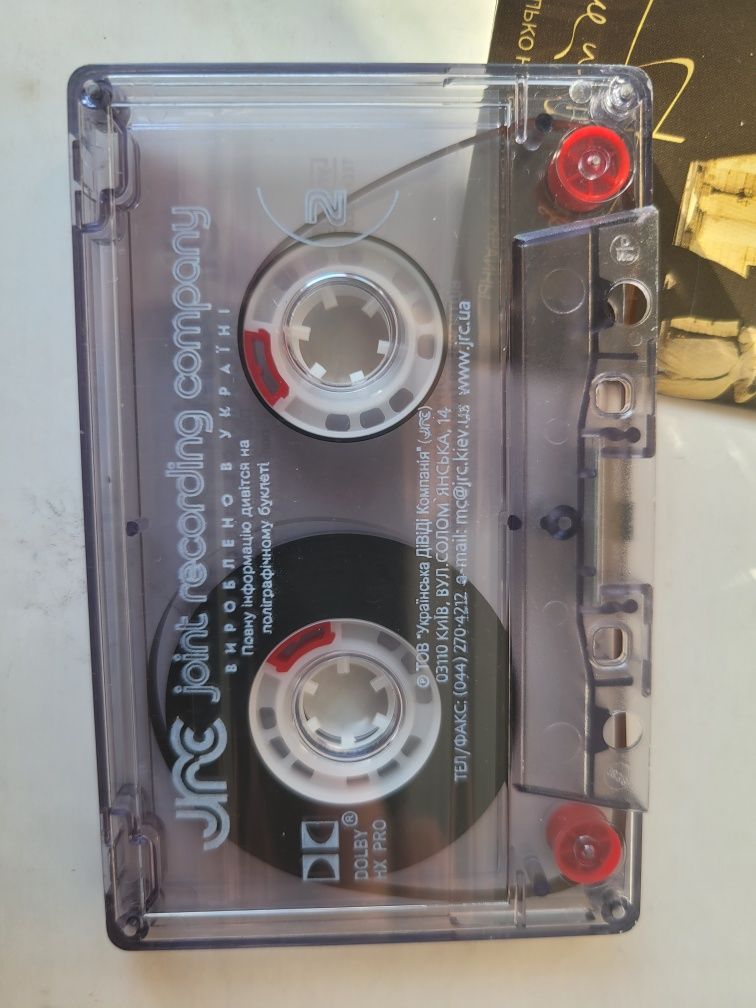 JRC joint recording company
ВИРОБЛЕНО В УКРАЇНІ
Повну інформацію дивітся на
поліграфічному буклеті
2
DOLBY®
HX PRO
℗ ТОВ "Українська ДІВІДІ Компанія" (JRC)
03110 КИЇВ, ВУЛ.СОЛОМ'ЯНСЬКА, 14
ТЕЛ/ФАКС: (044) 270-4212 e-mail: mc@jrc.kiev.ua www.jrc.ua